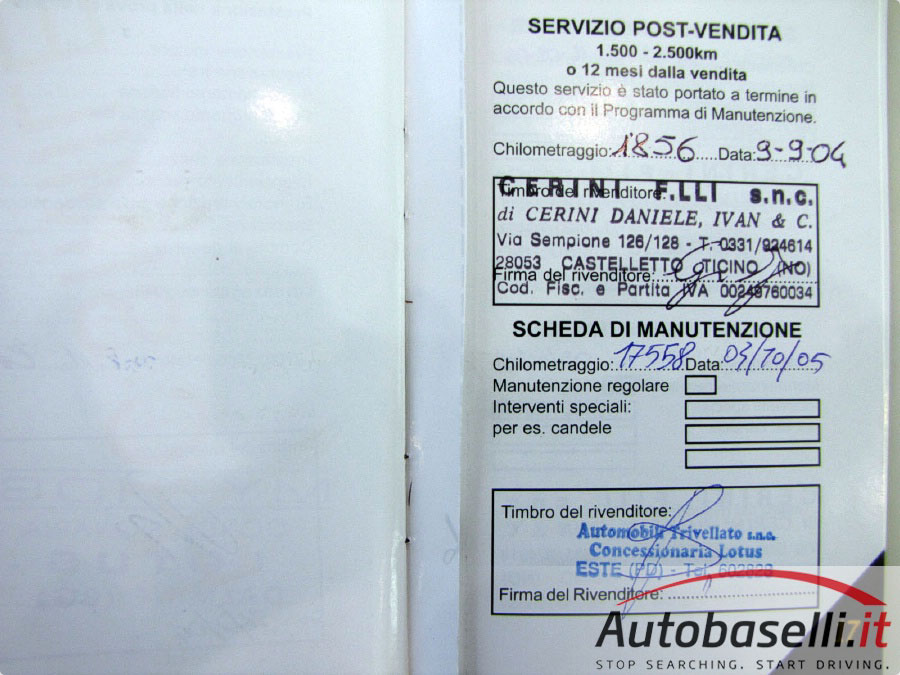 SERVIZIO POST-VENDITA
1.500 - 2.500km
o 12 mesi dalla vendita
Questo servizio è stato portato a termine in
accordo con il Programma di Manutenzione.
Chilometraggio: 1856 Data: 9-9-04
Timbro del rivenditore:
CERINI F.LLI s.n.c.
di CERINI DANIELE, IVAN & C.
Via Sempione 126/128 - T. 0331/924614
28053 CASTELLETTO TICINO (NO)
Firma del rivenditore:
Cod. Fisc. e Partita IVA 00248760034
SCHEDA DI MANUTENZIONE
Chilometraggio: 17558 Data: 03/10/05
Manutenzione regolare
Interventi speciali:
per es. candele
Timbro del rivenditore:
Automobili Trivellato s.n.c.
Concessionaria Lotus
ESTE (PD) - Tel. 602828
Firma del Rivenditore:
Autobaselli.it
STOP SEARCHING. START DRIVING.